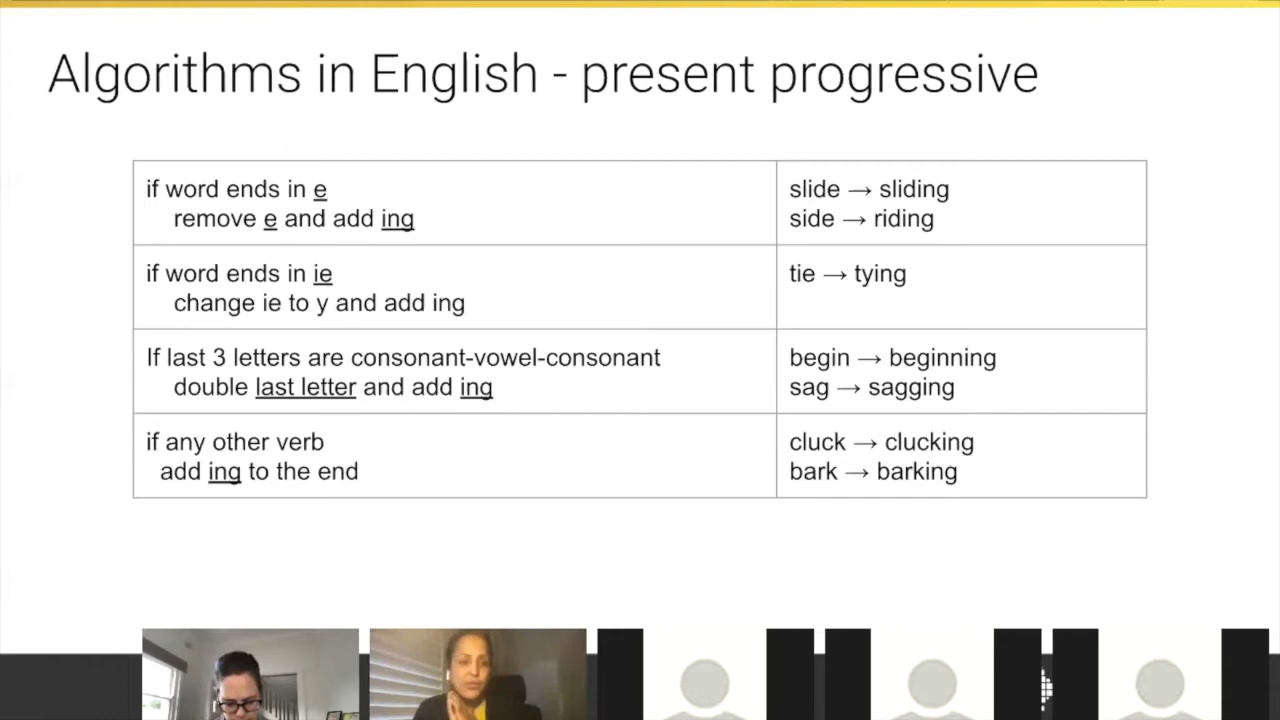 Algorithms in English - present progressive
if word ends in e
remove e and add ing
slide → sliding
side → riding
if word ends in ie
change ie to y and add ing
tie → tying
If last 3 letters are consonant-vowel-consonant
double last letter and add ing
begin → beginning
sag → sagging
if any other verb
add ing to the end
cluck → clucking
bark → barking